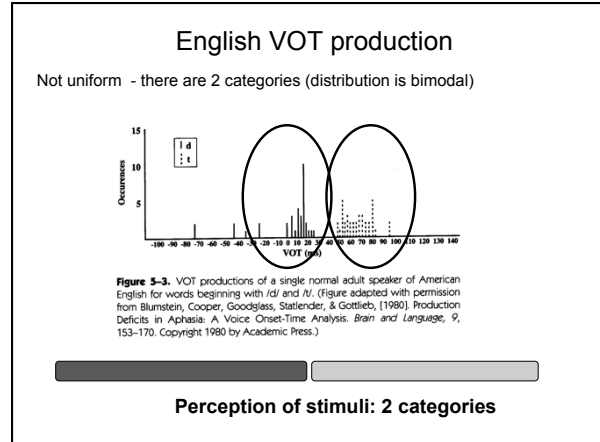 English VOT production
Not uniform - there are 2 categories (distribution is bimodal)
15
10
5
Occurences
d
t
-100 -90 -80 -70 -60 -50 -40 -30 -20 -10 0 10 20 30 40 50 60 70 80 90 100 110 120 130 140
VOT (ms)
Figure 5–3. VOT productions of a single normal adult speaker of American
English for words beginning with /d/ and /t/. (Figure adapted with permission
from Blumstein, Cooper, Goodglass, Statlender, & Gottlieb, [1980]. Production
Deficits in Aphasia: A Voice Onset-Time Analysis. Brain and Language, 9,
153–170. Copyright 1980 by Academic Press.)
Perception of stimuli: 2 categories